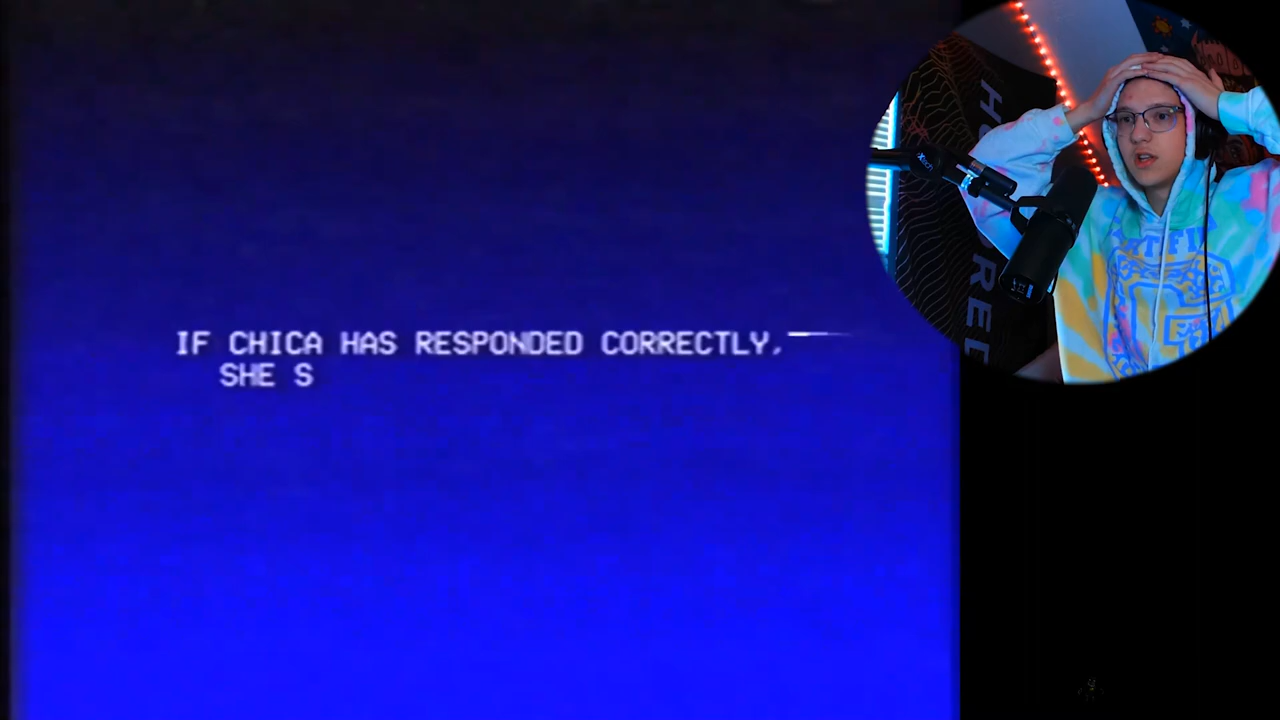 IF CHICA HAS RESPONDED CORRECTLY,
SHE S